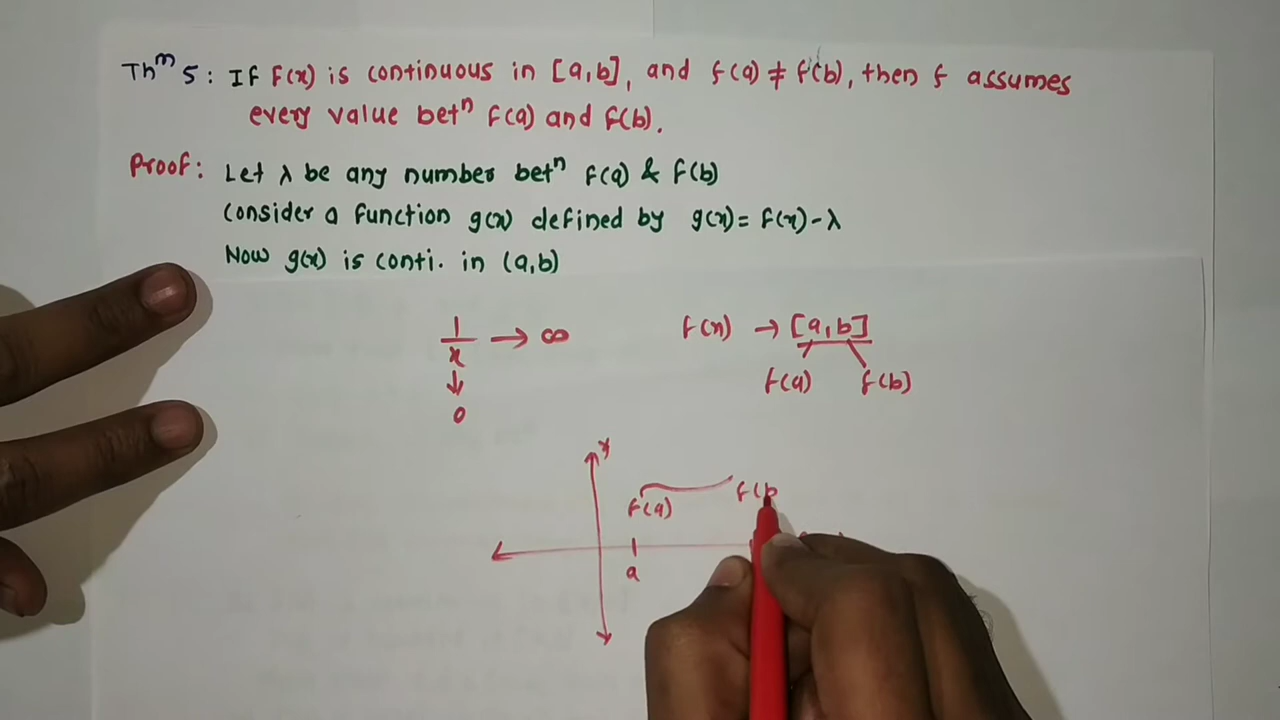 Thᵐ 5: If f(x) is continuous in [a,b], and f(a) ≠ f(b), then f assumes
every value betⁿ f(a) and f(b).
Proof: Let λ be any number betⁿ f(a) & f(b)
Consider a function g(x) defined by g(x)= f(x)-λ
Now g(x) is conti. in (a,b)
1/x → ∞
↓
0
f(x) → [a,b]
f(a) f(b)
f(a) f(b
a